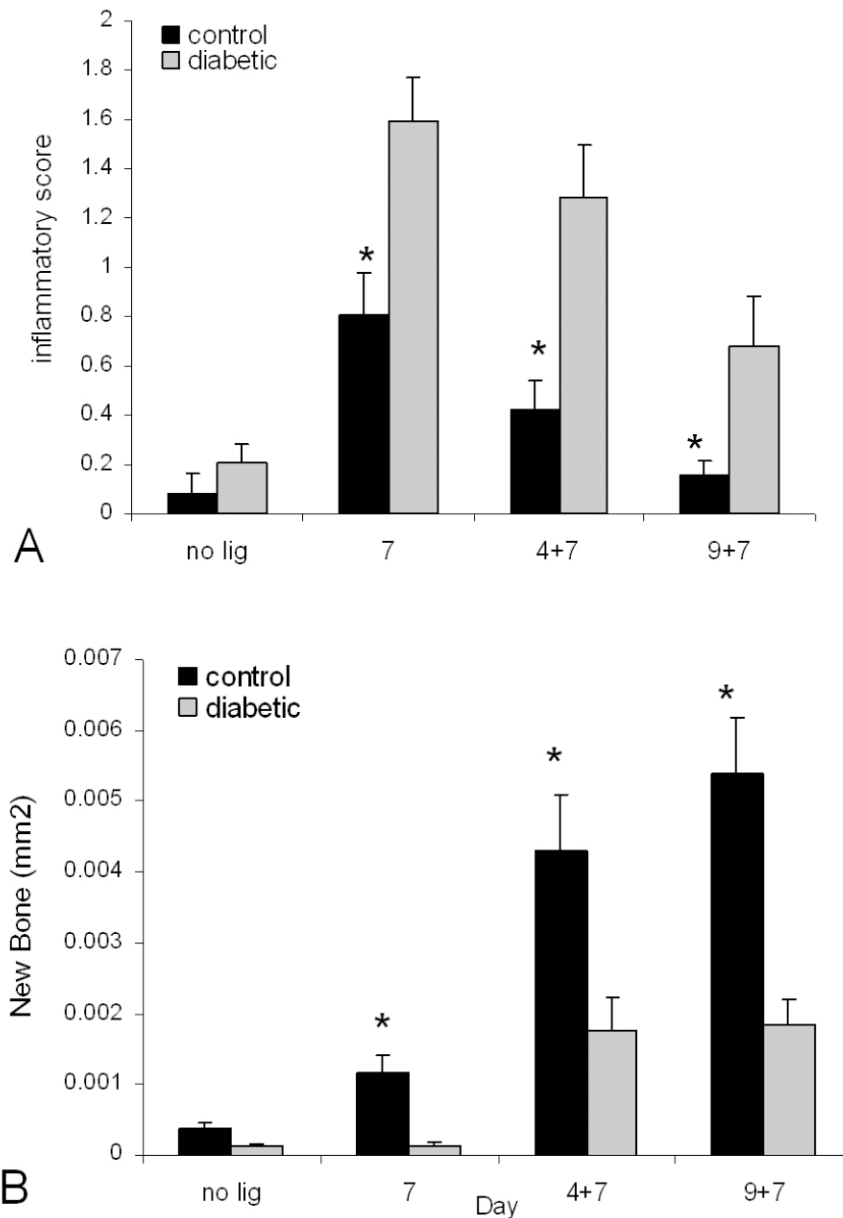 2
control
diabetic
1.8
1.6
1.4
1.2
1
0.8
0.6
0.4
0.2
0
inflammatory score
*
*
*
no lig 7 4+7 9+7
A
0.007
control
diabetic
0.006
0.005
0.004
0.003
0.002
0.001
0
New Bone (mm2)
*
*
*
no lig 7 4+7 9+7
Day
B